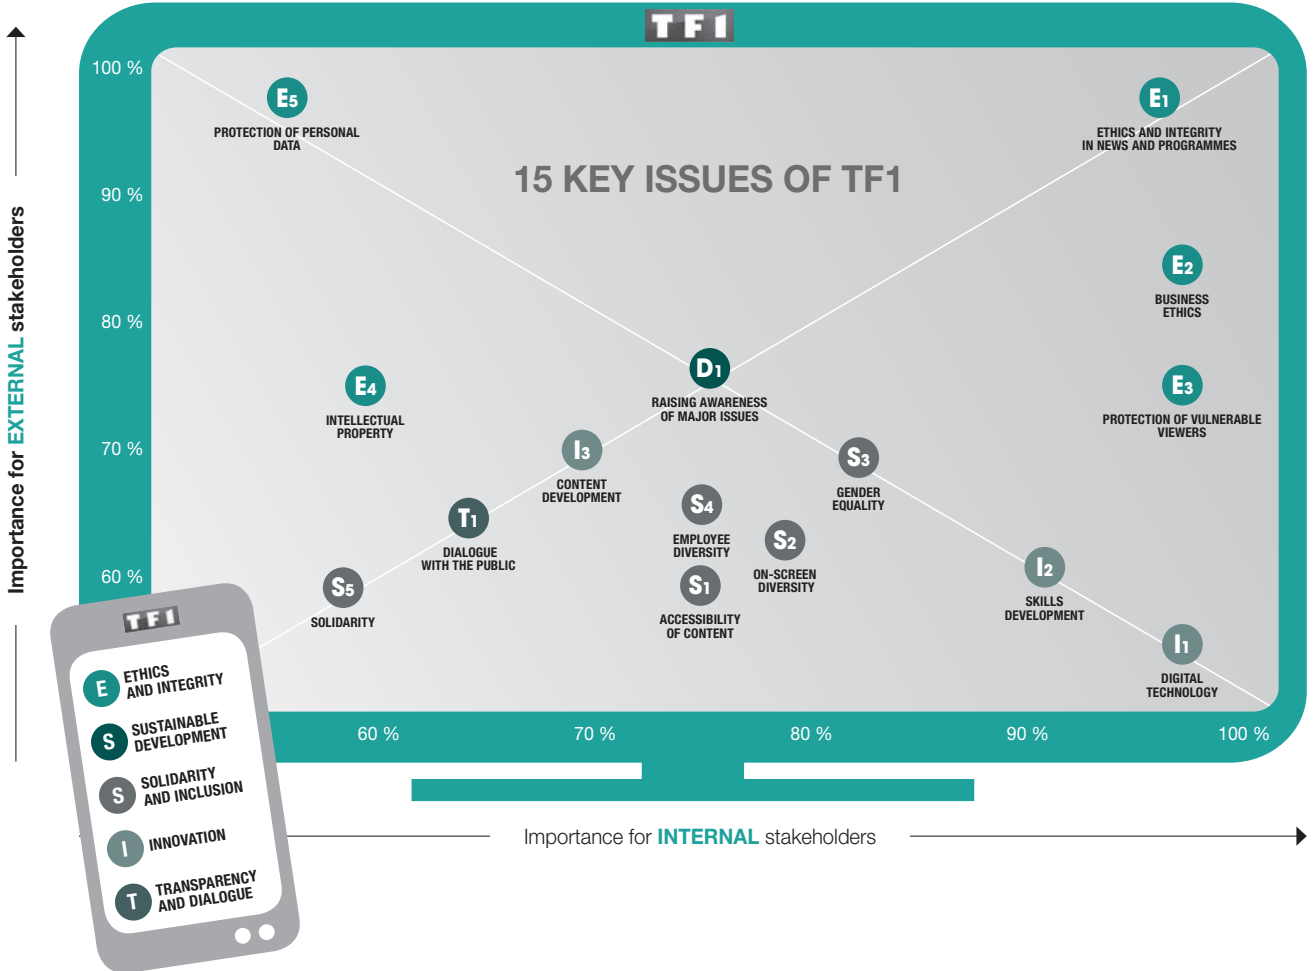 TF1
100 %
90 %
80 %
70 %
60 %
Importance for EXTERNAL stakeholders
15 KEY ISSUES OF TF1
E5
PROTECTION OF PERSONAL
DATA
E1
ETHICS AND INTEGRITY
IN NEWS AND PROGRAMMES
E2
BUSINESS
ETHICS
E4
INTELLECTUAL
PROPERTY
D1
RAISING AWARENESS
OF MAJOR ISSUES
E3
PROTECTION OF VULNERABLE
VIEWERS
I3
CONTENT
DEVELOPMENT
S3
GENDER
EQUALITY
T1
DIALOGUE
WITH THE PUBLIC
S4
EMPLOYEE
DIVERSITY
S2
ON-SCREEN
DIVERSITY
S5
SOLIDARITY
S1
ACCESSIBILITY
OF CONTENT
I2
SKILLS
DEVELOPMENT
I1
DIGITAL
TECHNOLOGY
60 %
70 %
80 %
90 %
100 %
Importance for INTERNAL stakeholders
TF1
E ETHICS
AND INTEGRITY
S SUSTAINABLE
DEVELOPMENT
S SOLIDARITY
AND INCLUSION
I INNOVATION
T TRANSPARENCY
AND DIALOGUE